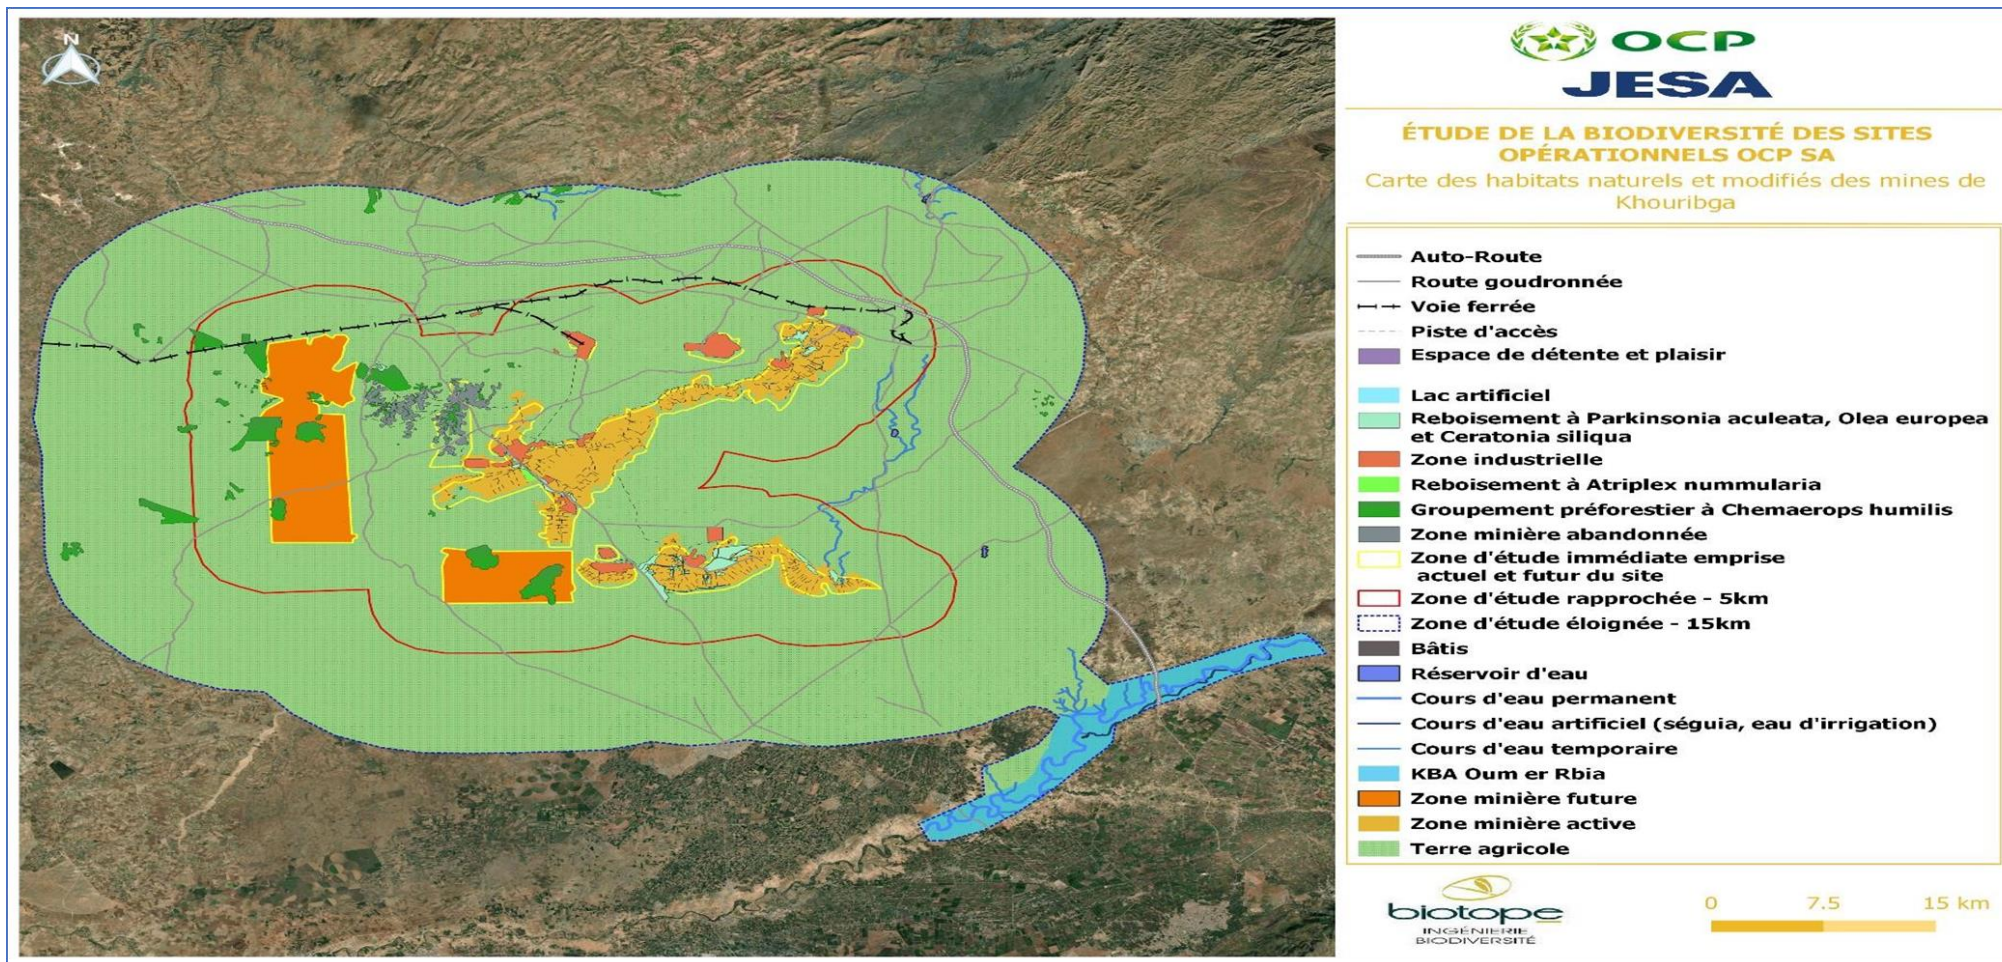 N
OCP
JESA
ÉTUDE DE LA BIODIVERSITÉ DES SITES
OPÉRATIONNELS OCP SA
Carte des habitats naturels et modifiés des mines de
Khouribga
Auto-Route
Route goudronnée
Voie ferrée
Piste d'accès
Espace de détente et plaisir
Lac artificiel
Reboisement à Parkinsonia aculeata, Olea europea
et Ceratonia siliqua
Zone industrielle
Reboisement à Atriplex nummularia
Groupement préforestier à Chemaerops humilis
Zone minière abandonnée
Zone d'étude immédiate emprise
actuel et futur du site
Zone d'étude rapprochée - 5km
Zone d'étude éloignée - 15km
Bâtis
Réservoir d'eau
Cours d'eau permanent
Cours d'eau artificiel (séguia, eau d'irrigation)
Cours d'eau temporaire
KBA Oum er Rbia
Zone minière future
Zone minière active
Terre agricole
biotope
INGÉNIERIE
BIODIVERSITÉ
0 7.5 15 km